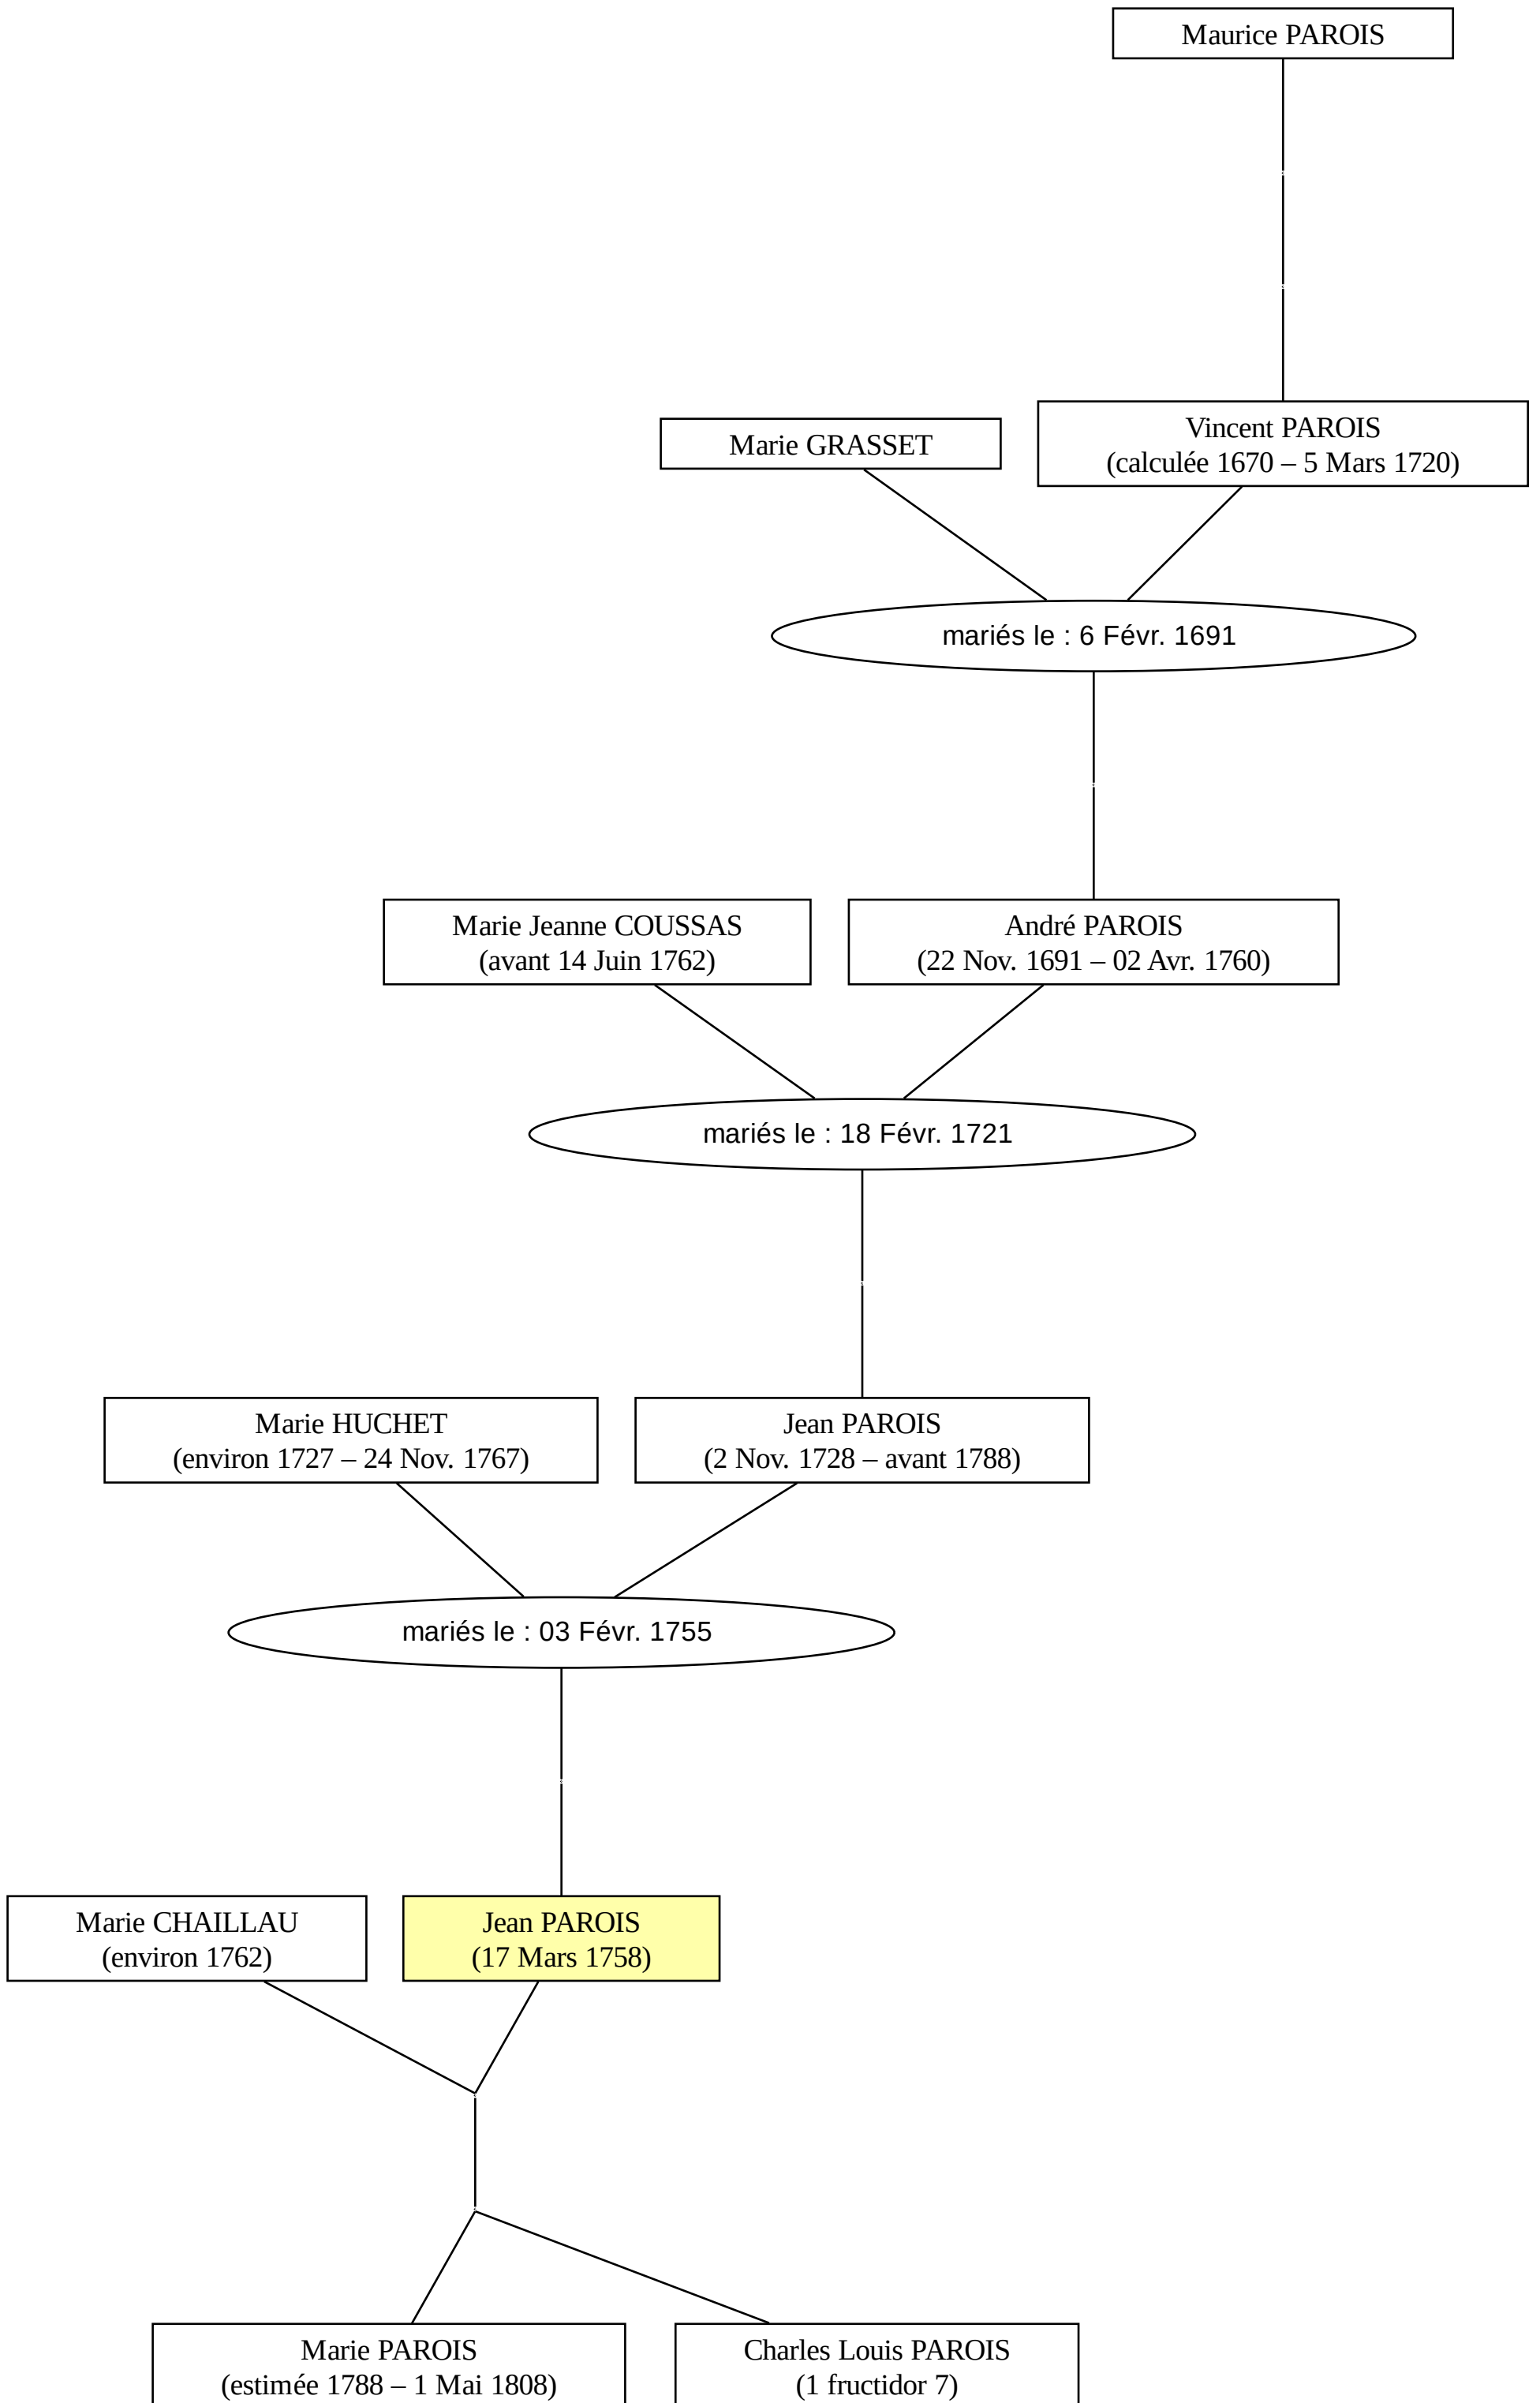 Maurice PAROIS
Marie GRASSET
Vincent PAROIS
(calculée 1670 – 5 Mars 1720)
mariés le : 6 Févr. 1691
Marie Jeanne COUSSAS
(avant 14 Juin 1762)
André PAROIS
(22 Nov. 1691 – 02 Avr. 1760)
mariés le : 18 Févr. 1721
Marie HUCHET
(environ 1727 – 24 Nov. 1767)
Jean PAROIS
(2 Nov. 1728 – avant 1788)
mariés le : 03 Févr. 1755
Marie CHAILLAU
(environ 1762)
Jean PAROIS
(17 Mars 1758)
Marie PAROIS
(estimée 1788 – 1 Mai 1808)
Charles Louis PAROIS
(1 fructidor 7)